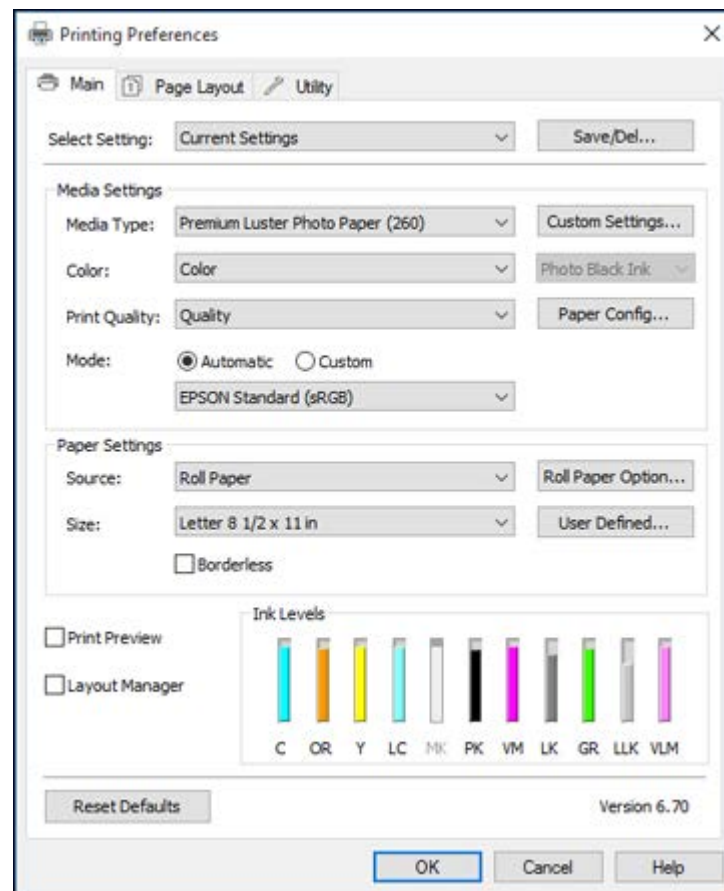 Printing Preferences
Main
Page Layout
Utility
Select Setting: Current Settings Save/Del...
Media Settings
Media Type: Premium Luster Photo Paper (260) Custom Settings...
Color: Color Photo Black Ink
Print Quality: Quality Paper Config...
Mode: Automatic Custom
EPSON Standard (sRGB)
Paper Settings
Source: Roll Paper Roll Paper Option...
Size: Letter 8 1/2 x 11 in User Defined...
Borderless
Print Preview
Layout Manager
Ink Levels
C OR Y LC MK PK VM LK GR LLK VLM
Reset Defaults Version 6.70
OK Cancel Help